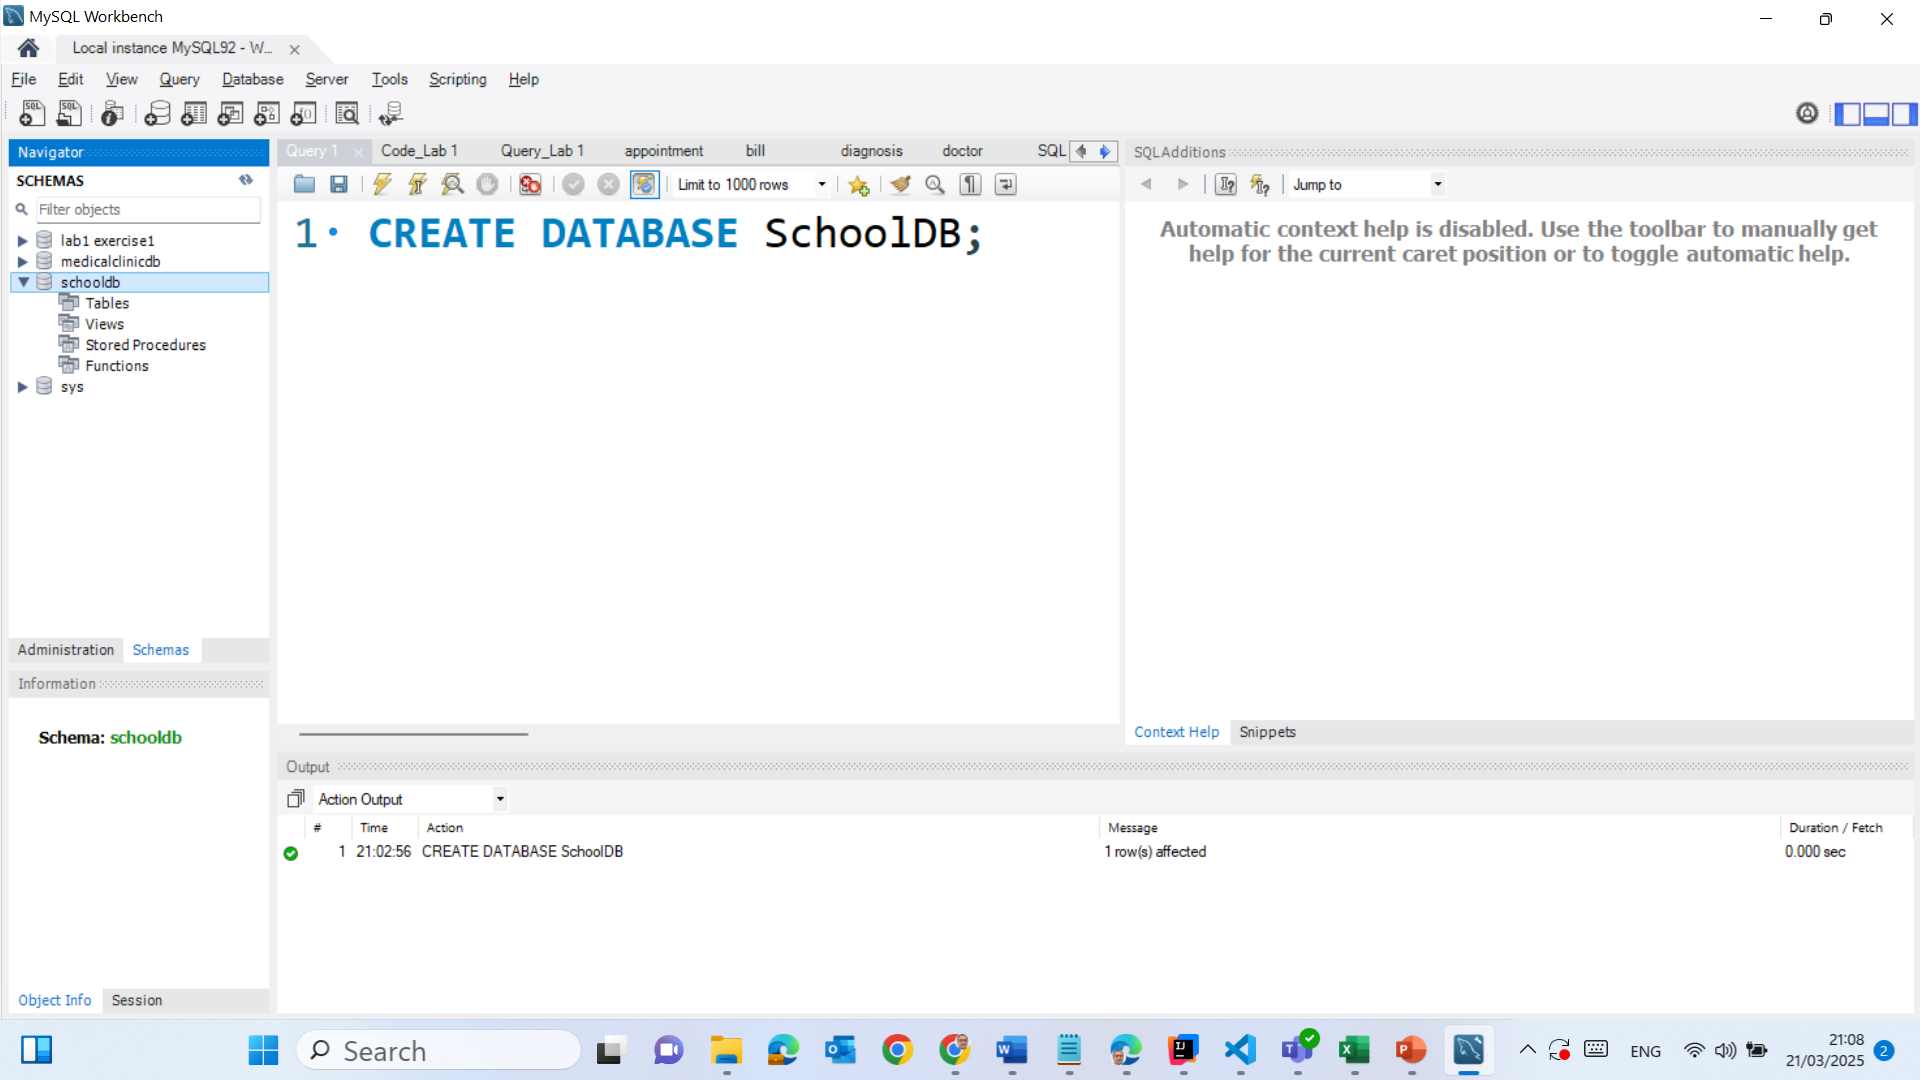 MySQL Workbench
Local instance MySQL92 - W...
File Edit View Query Database Server Tools Scripting Help
Navigator
SCHEMAS
Filter objects
lab1 exercise1
medicalclinicdb
schooldb
Tables
Views
Stored Procedures
Functions
sys
Administration Schemas
Information
Schema: schooldb
Object Info Session
Query 1 Code_Lab 1 Query_Lab 1 appointment bill diagnosis doctor SQL
Limit to 1000 rows
1 CREATE DATABASE SchoolDB;
SQLAdditions
Jump to
Automatic context help is disabled. Use the toolbar to manually get
help for the current caret position or to toggle automatic help.
Context Help Snippets
Output
Action Output
# Time Action Message Duration / Fetch
1 21:02:56 CREATE DATABASE SchoolDB 1 row(s) affected 0.000 sec
Search
ENG
21:08
21/03/2025
2